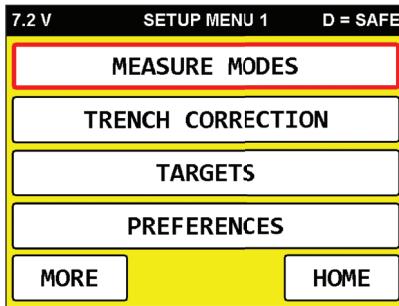 7.2 V SETUP MENU 1 D = SAFE
MEASURE MODES
TRENCH CORRECTION
TARGETS
PREFERENCES
MORE HOME